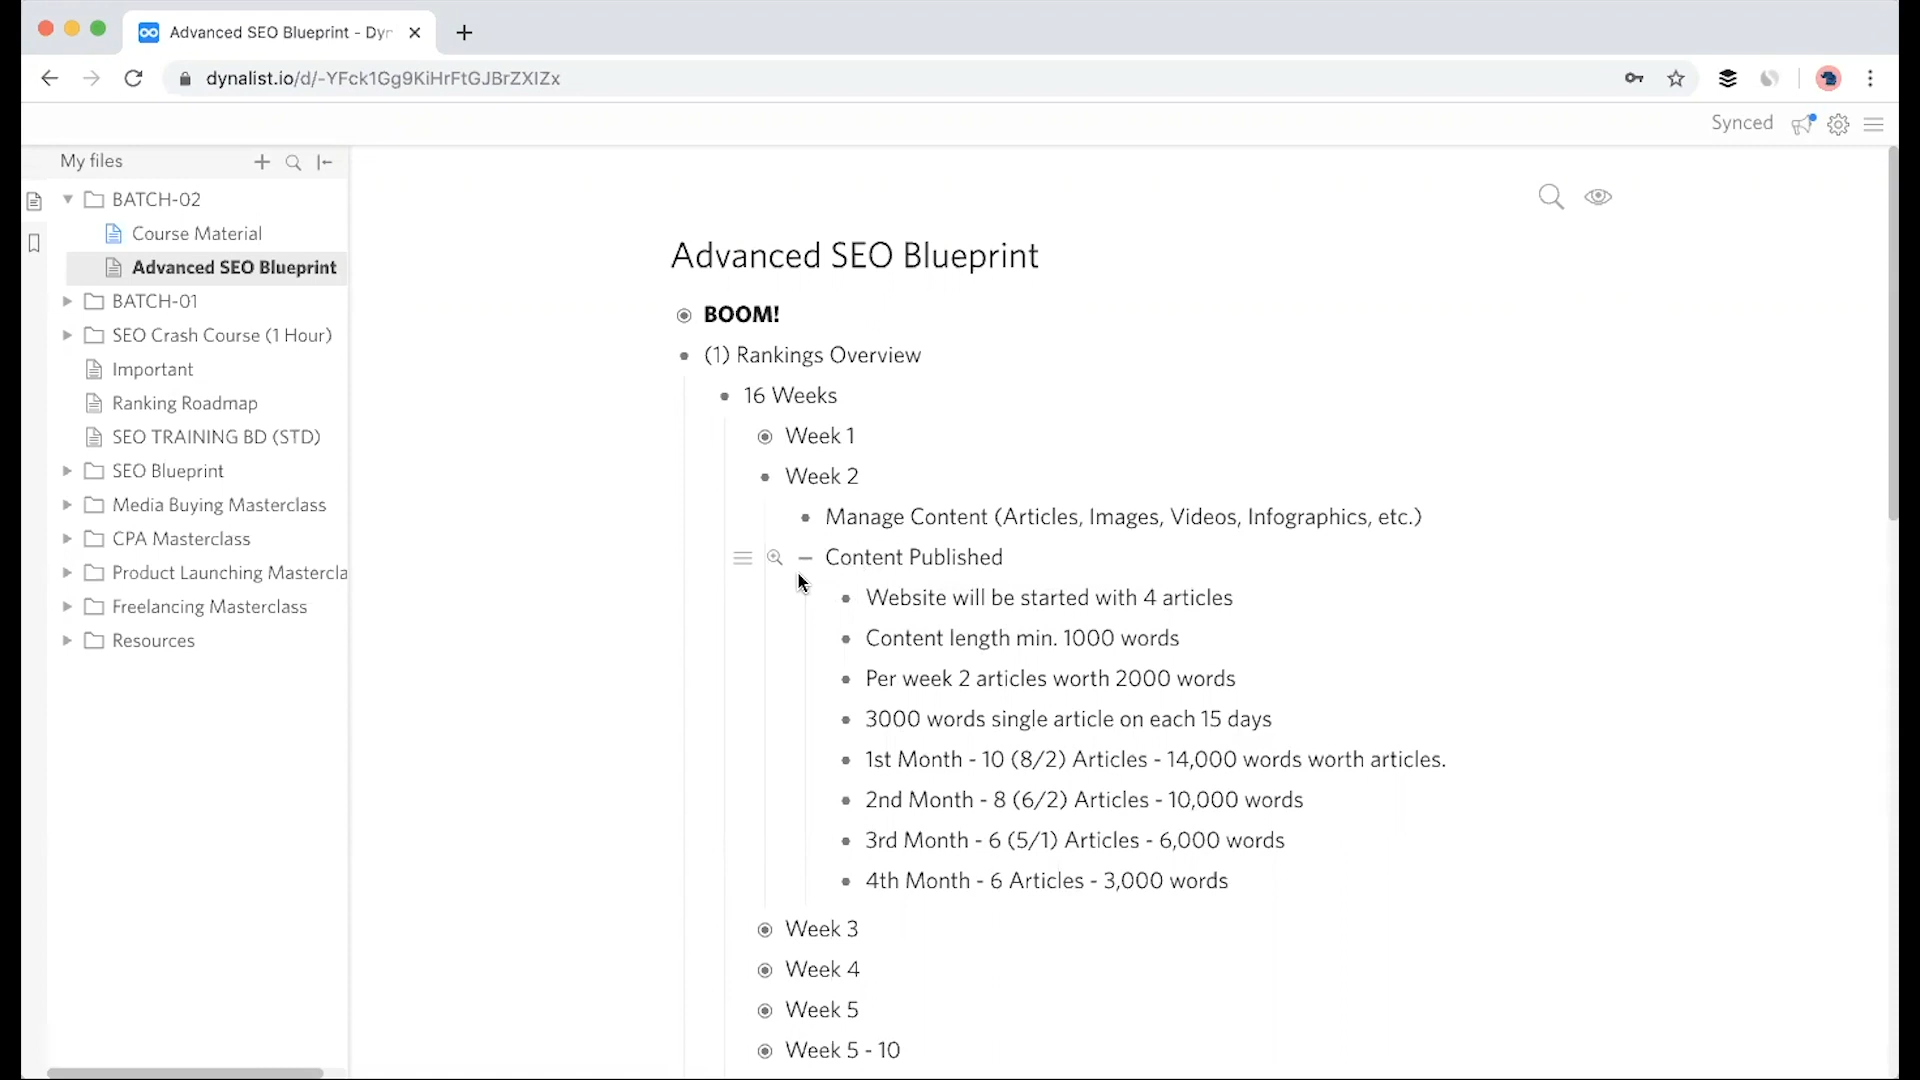 Advanced SEO Blueprint - Dyn
dynalist.io/d/-YFck1Gg9KiHrFtGJBrZXIZx
Synced
My files
BATCH-02
Course Material
Advanced SEO Blueprint
BATCH-01
SEO Crash Course (1 Hour)
Important
Ranking Roadmap
SEO TRAINING BD (STD)
SEO Blueprint
Media Buying Masterclass
CPA Masterclass
Product Launching Mastercla
Freelancing Masterclass
Resources
Advanced SEO Blueprint
BOOM!
(1) Rankings Overview
16 Weeks
Week 1
Week 2
Manage Content (Articles, Images, Videos, Infographics, etc.)
Content Published
Website will be started with 4 articles
Content length min. 1000 words
Per week 2 articles worth 2000 words
3000 words single article on each 15 days
1st Month - 10 (8/2) Articles - 14,000 words worth articles.
2nd Month - 8 (6/2) Articles - 10,000 words
3rd Month - 6 (5/1) Articles - 6,000 words
4th Month - 6 Articles - 3,000 words
Week 3
Week 4
Week 5
Week 5 - 10